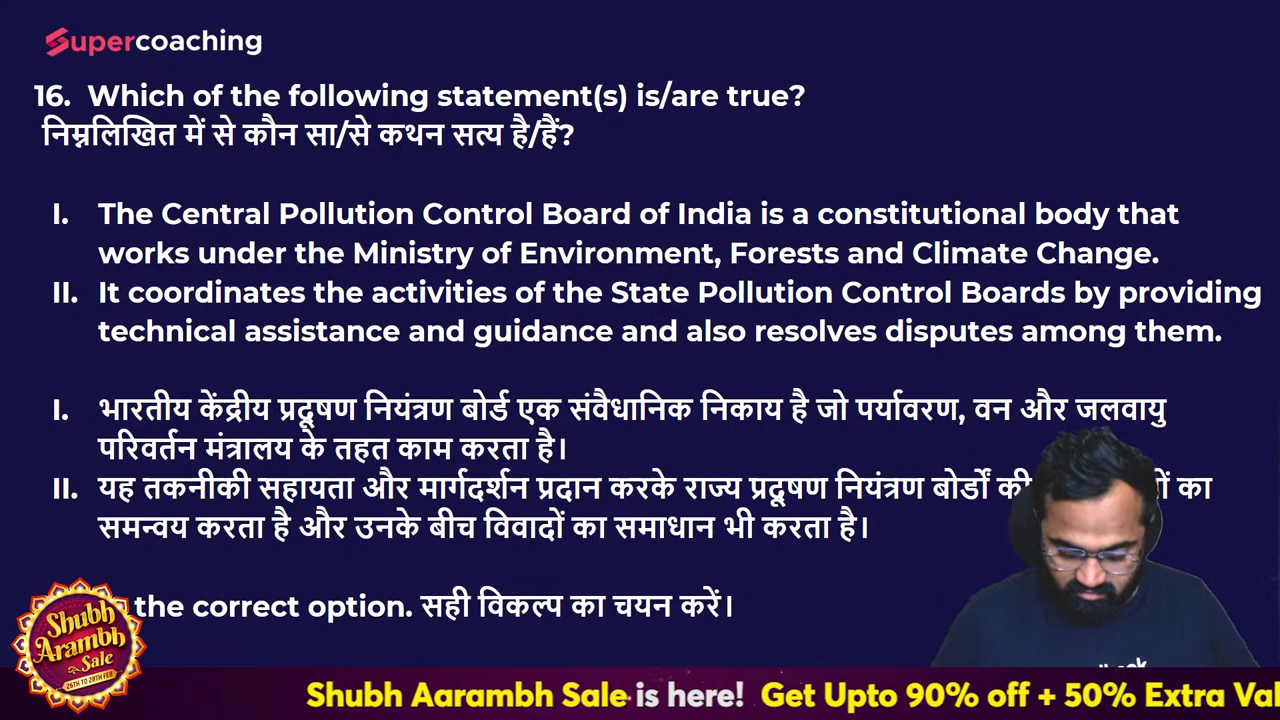 Supercoaching
16. Which of the following statement(s) is/are true?
निम्नलिखित में से कौन सा/से कथन सत्य है/हैं?
I. The Central Pollution Control Board of India is a constitutional body that
works under the Ministry of Environment, Forests and Climate Change.
II. It coordinates the activities of the State Pollution Control Boards by providing
technical assistance and guidance and also resolves disputes among them.
I. भारतीय केंद्रीय प्रदूषण नियंत्रण बोर्ड एक संवैधानिक निकाय है जो पर्यावरण, वन और जलवायु
परिवर्तन मंत्रालय के तहत काम करता है।
II. यह तकनीकी सहायता और मार्गदर्शन प्रदान करके राज्य प्रदूषण नियंत्रण बोर्डों की का
समन्वय करता है और उनके बीच विवादों का समाधान भी करता है।
the correct option. सही विकल्प का चयन करें।
Shubh
Arambh
Sale
26TH TO 28TH FEB
Shubh Aarambh Sale is here! Get Upto 90% off + 50% Extra